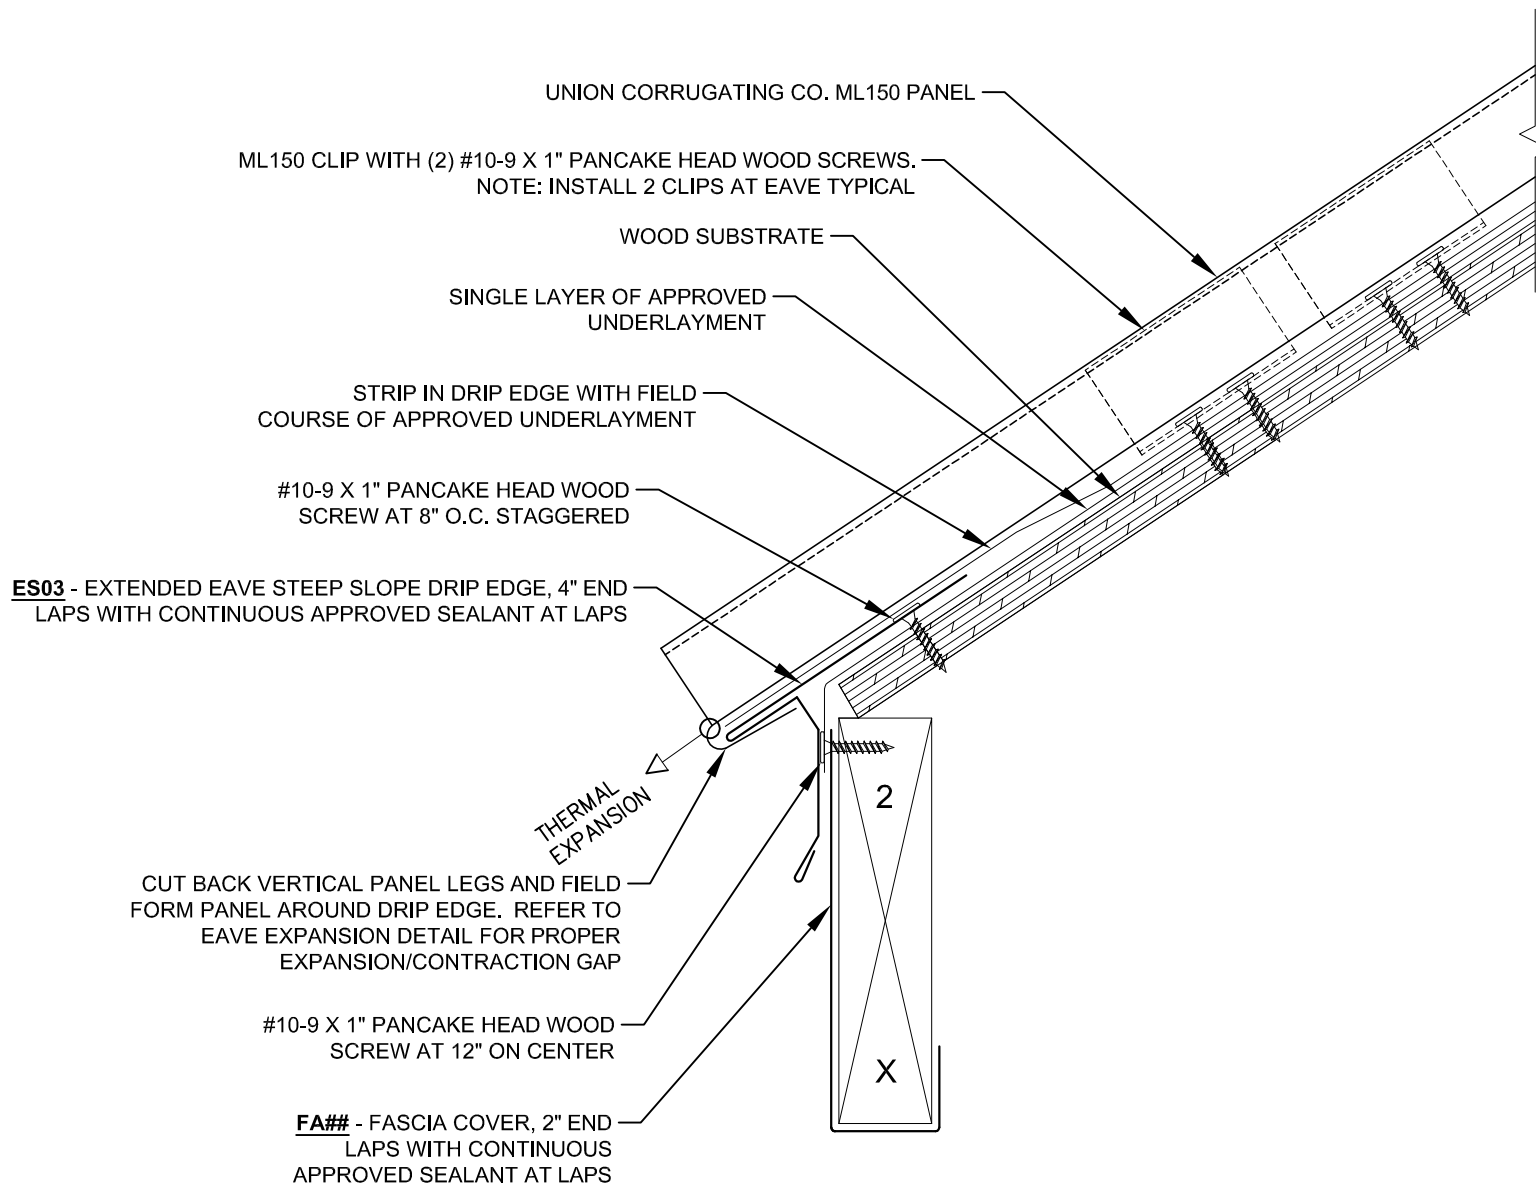 UNION CORRUGATING CO. ML150 PANEL
ML150 CLIP WITH (2) #10-9 X 1" PANCAKE HEAD WOOD SCREWS.
NOTE: INSTALL 2 CLIPS AT EAVE TYPICAL
WOOD SUBSTRATE
SINGLE LAYER OF APPROVED
UNDERLAYMENT
STRIP IN DRIP EDGE WITH FIELD
COURSE OF APPROVED UNDERLAYMENT
#10-9 X 1" PANCAKE HEAD WOOD
SCREW AT 8" O.C. STAGGERED
ES03 - EXTENDED EAVE STEEP SLOPE DRIP EDGE, 4" END
LAPS WITH CONTINUOUS APPROVED SEALANT AT LAPS
THERMAL
EXPANSION
2
CUT BACK VERTICAL PANEL LEGS AND FIELD
FORM PANEL AROUND DRIP EDGE. REFER TO
EAVE EXPANSION DETAIL FOR PROPER
EXPANSION/CONTRACTION GAP
#10-9 X 1" PANCAKE HEAD WOOD
SCREW AT 12" ON CENTER
X
FA## - FASCIA COVER, 2" END
LAPS WITH CONTINUOUS
APPROVED SEALANT AT LAPS